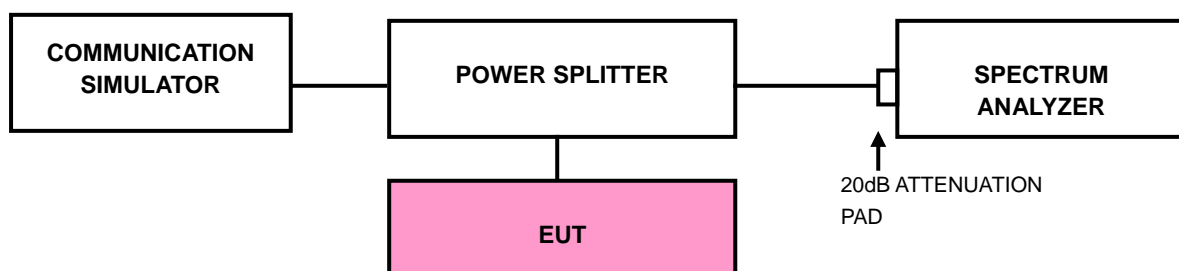 COMMUNICATION
SIMULATOR
POWER SPLITTER
SPECTRUM
ANALYZER
20dB ATTENUATION
PAD
EUT